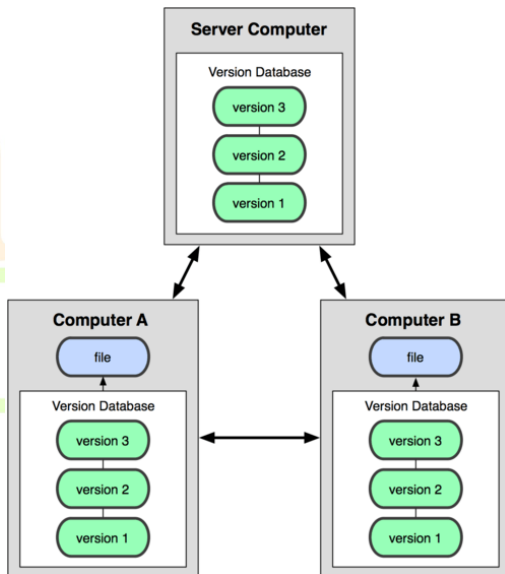 Server Computer
Version Database
version 3
version 2
version 1
Computer A
file
Version Database
version 3
version 2
version 1
Computer B
file
Version Database
version 3
version 2
version 1